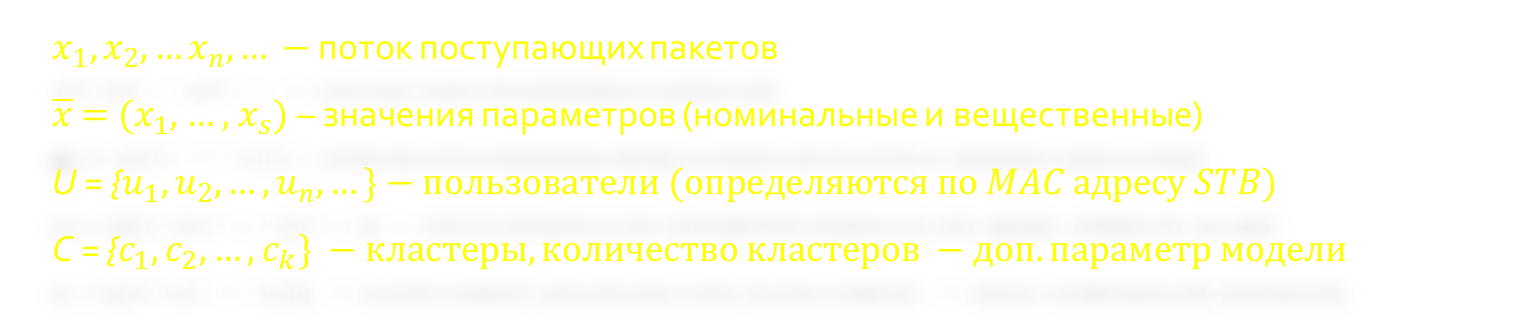 x₁, x₂, … xₙ, … — поток поступающих пакетов
x̅ = (x₁, … , xₛ) – значения параметров (номинальные и вещественные)
U = {u₁, u₂, … , uₙ, … } − пользователи (определяются по MAC адресу STB)
C = {c₁, c₂, … , cₖ} − кластеры, количество кластеров − доп. параметр модели